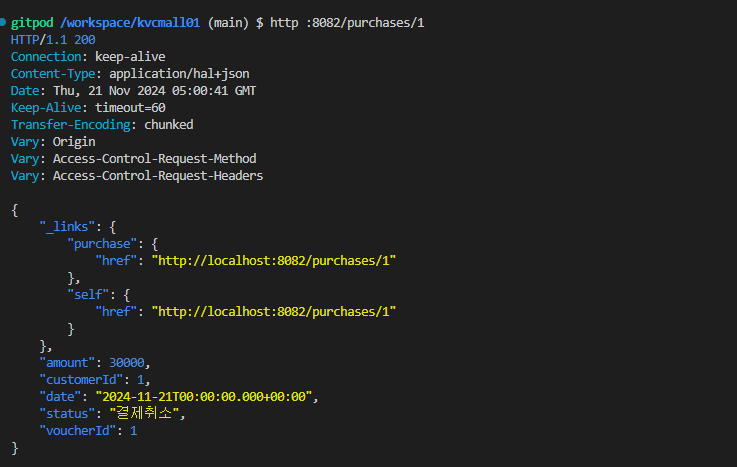 gitpod /workspace/kvcmall01 (main) $ http :8082/purchases/1
HTTP/1.1 200
Connection: keep-alive
Content-Type: application/hal+json
Date: Thu, 21 Nov 2024 05:00:41 GMT
Keep-Alive: timeout=60
Transfer-Encoding: chunked
Vary: Origin
Vary: Access-Control-Request-Method
Vary: Access-Control-Request-Headers

{
    "_links": {
        "purchase": {
            "href": "http://localhost:8082/purchases/1"
        },
        "self": {
            "href": "http://localhost:8082/purchases/1"
        }
    },
    "amount": 30000,
    "customerId": 1,
    "date": "2024-11-21T00:00:00.000+00:00",
    "status": "결제취소",
    "voucherId": 1
}